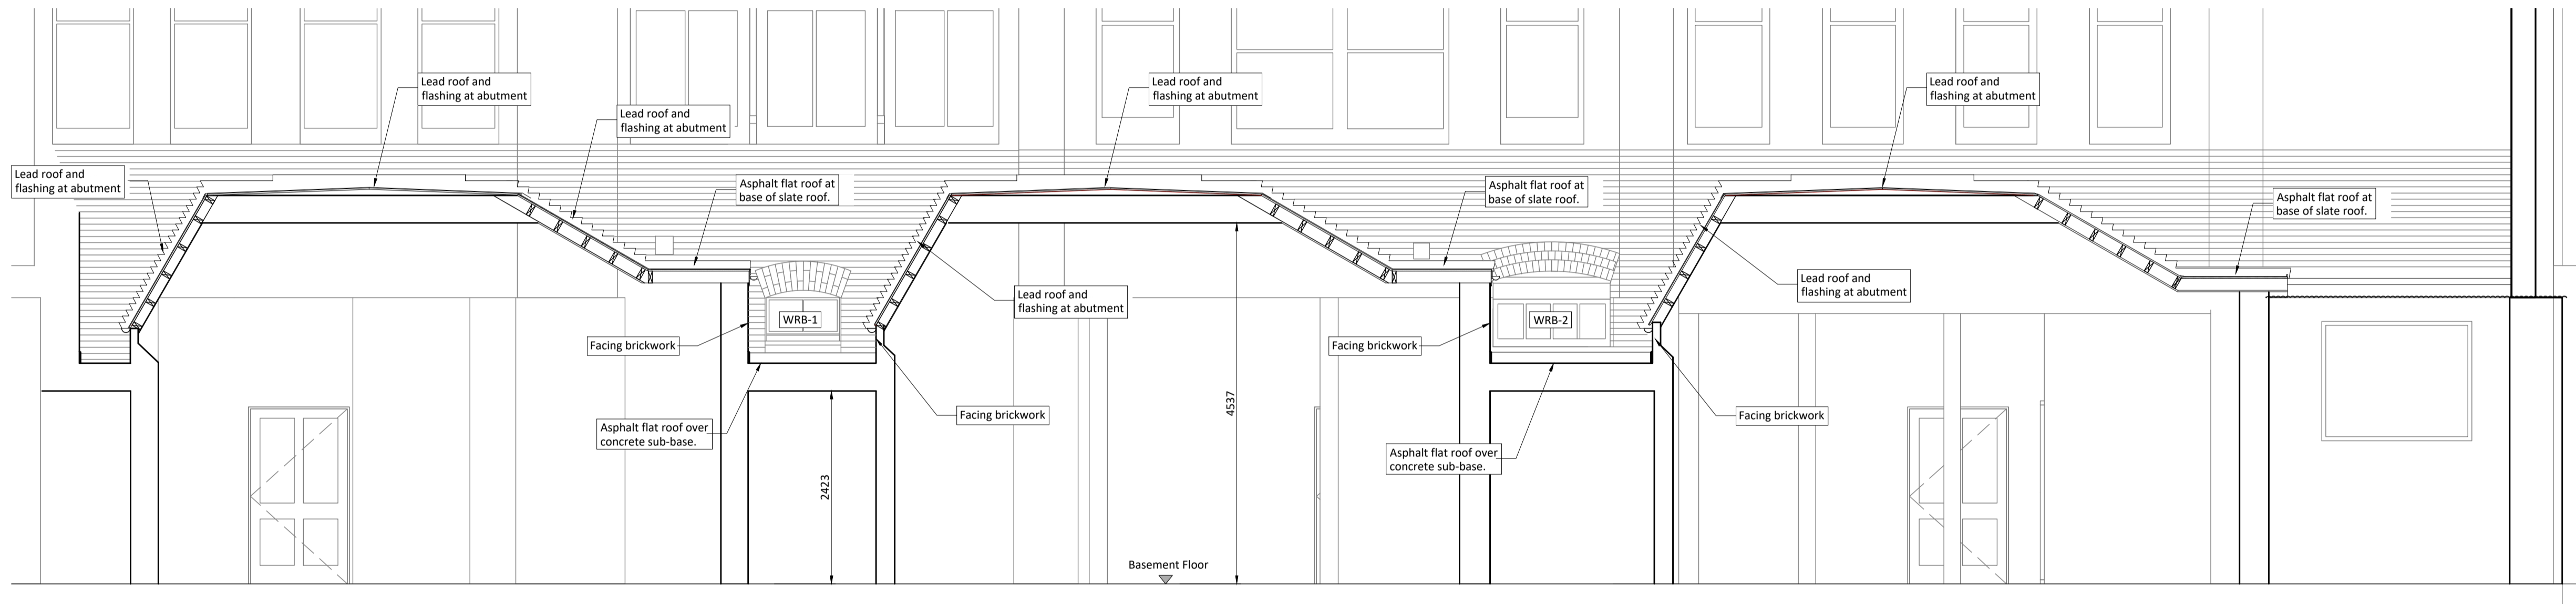 Lead roof and
flashing at abutment
Lead roof and
flashing at abutment
Lead roof and
flashing at abutment
Lead roof and
flashing at abutment
Lead roof and
flashing at abutment
Asphalt flat roof at
base of slate roof.
Asphalt flat roof at
base of slate roof.
Asphalt flat roof at
base of slate roof.
Lead roof and
flashing at abutment
Lead roof and
flashing at abutment
WRB-1
WRB-2
Facing brickwork
Facing brickwork
Facing brickwork
Facing brickwork
Asphalt flat roof over
concrete sub-base.
Asphalt flat roof over
concrete sub-base.
2423
4537
Basement Floor